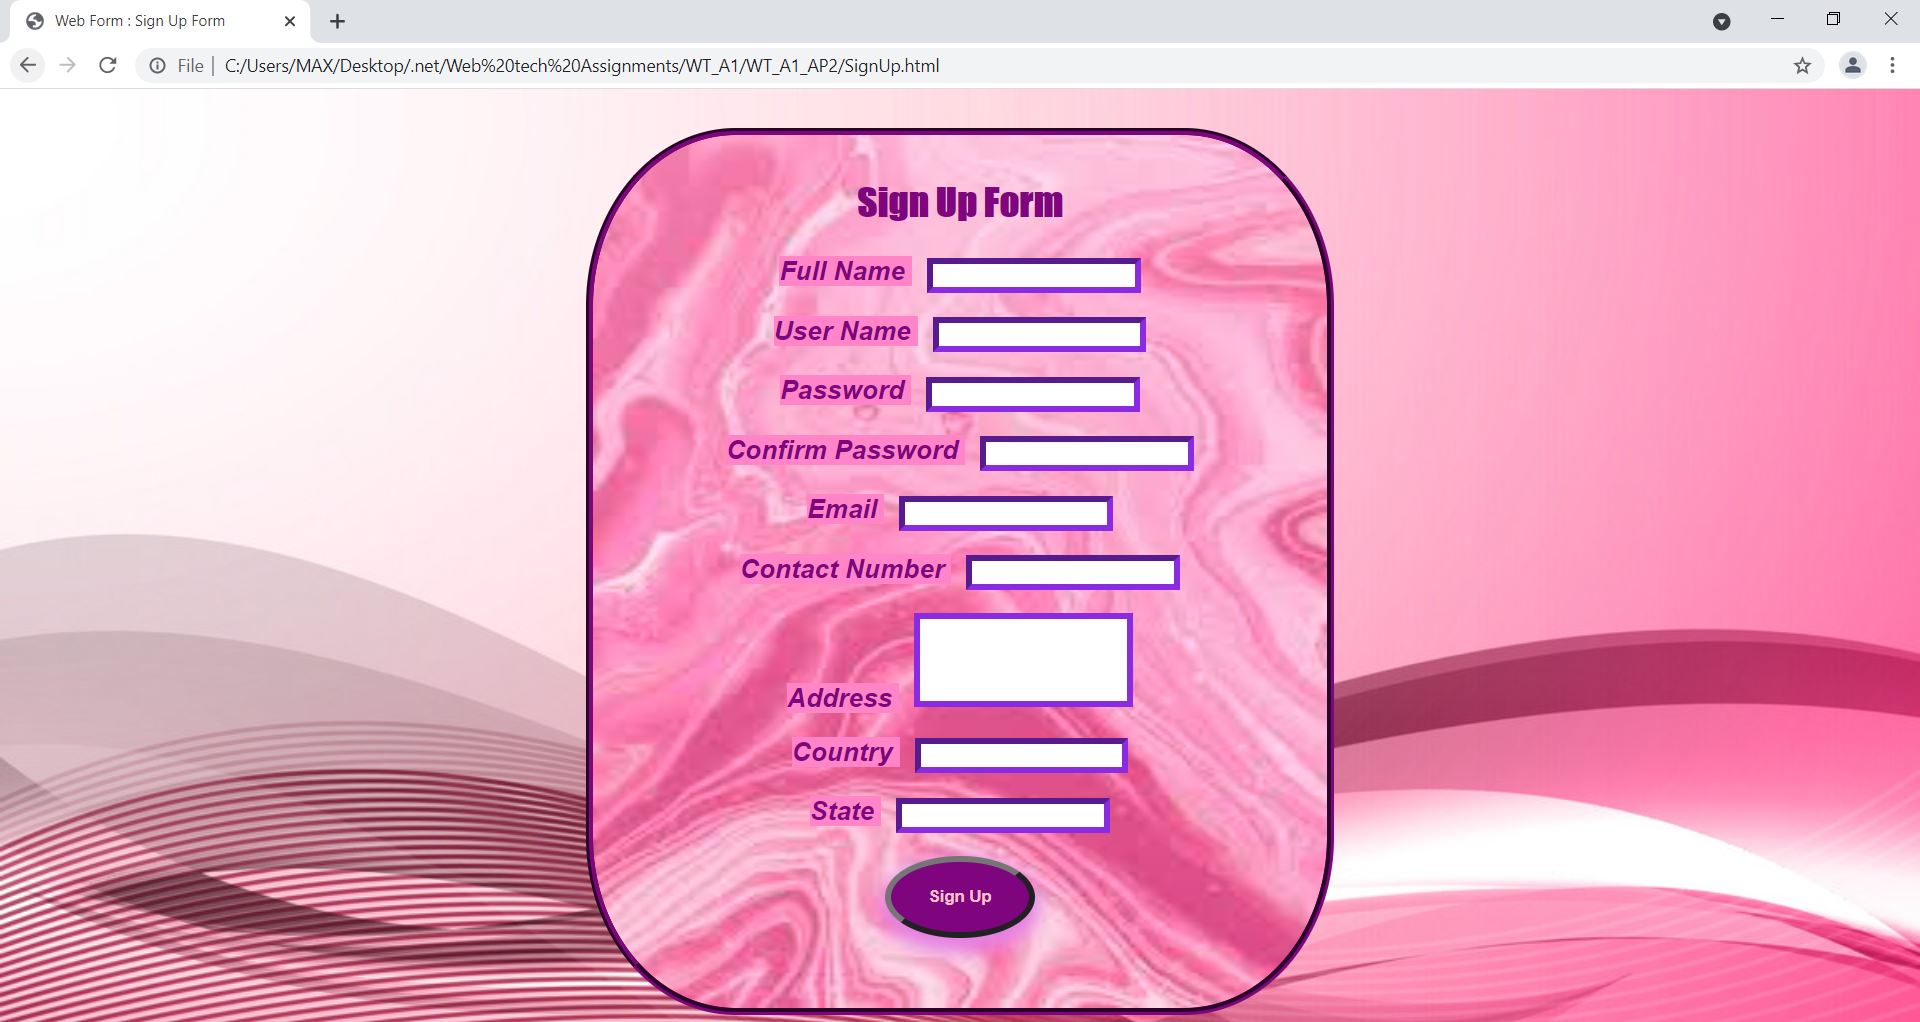 Web Form : Sign Up Form
File | C:/Users/MAX/Desktop/.net/Web%20tech%20Assignments/WT_A1/WT_A1_AP2/SignUp.html
Sign Up Form
Full Name
User Name
Password
Confirm Password
Email
Contact Number
Address
Country
State
Sign Up